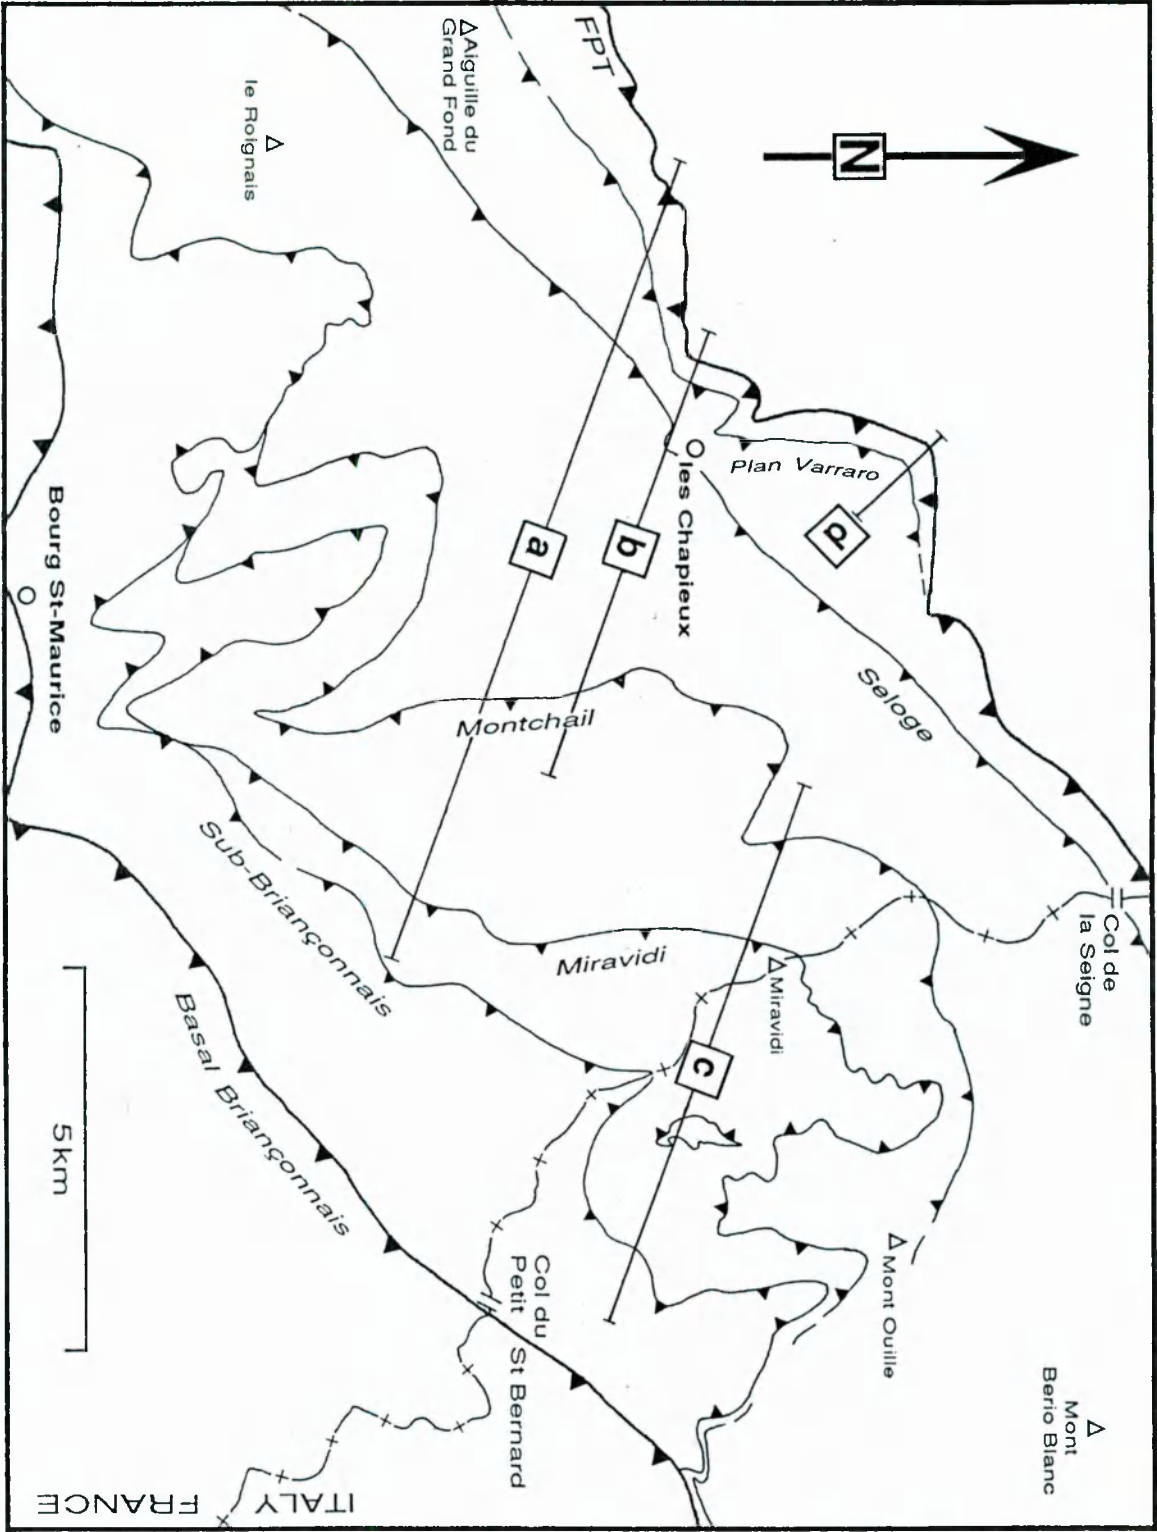 FPT
N
Aiguille du
Grand Fond
le Roignais
Plan Varraro
d
les Chapieux
b
a
Seloge
Montchail
Bourg St-Maurice
Col de
la Seigne
Miravidi
Miravidi
Sub-Briançonnais
c
Basal Briançonnais
5km
Mont Ouille
Col du
Petit St Bernard
Mont
Berio Blanc
ITALY
FRANCE